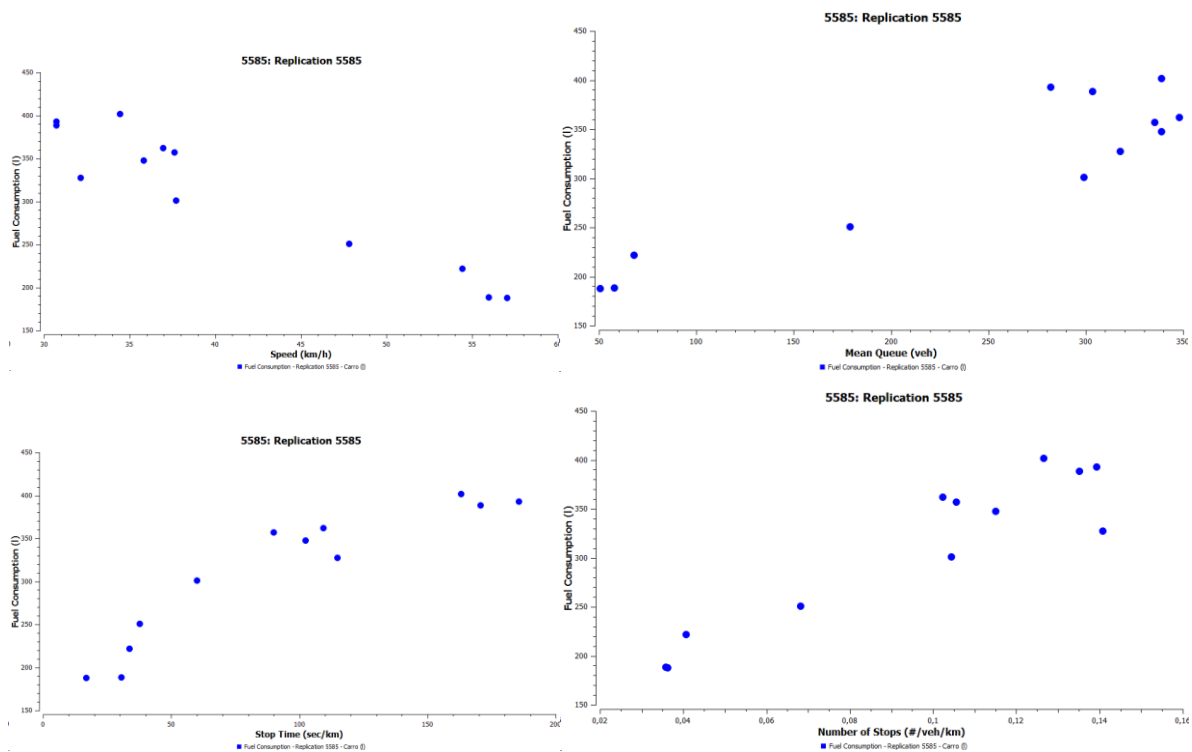 5585: Replication 5585
450
400
350
300
250
200
150
Fuel Consumption (l)
30 35 40 45 50 55
Speed (km/h)
Fuel Consumption - Replication 5585 - Carro (l)
5585: Replication 5585
450
400
350
300
250
200
150
Fuel Consumption (l)
50 100 150 200 250 300 350
Mean Queue (veh)
Fuel Consumption - Replication 5585 - Carro (l)
5585: Replication 5585
450
400
350
300
250
200
150
Fuel Consumption (l)
0 50 100 150 200
Stop Time (sec/km)
Fuel Consumption - Replication 5585 - Carro (l)
5585: Replication 5585
450
400
350
300
250
200
150
Fuel Consumption (l)
0,02 0,04 0,06 0,08 0,1 0,12 0,14 0,16
Number of Stops (#/veh/km)
Fuel Consumption - Replication 5585 - Carro (l)